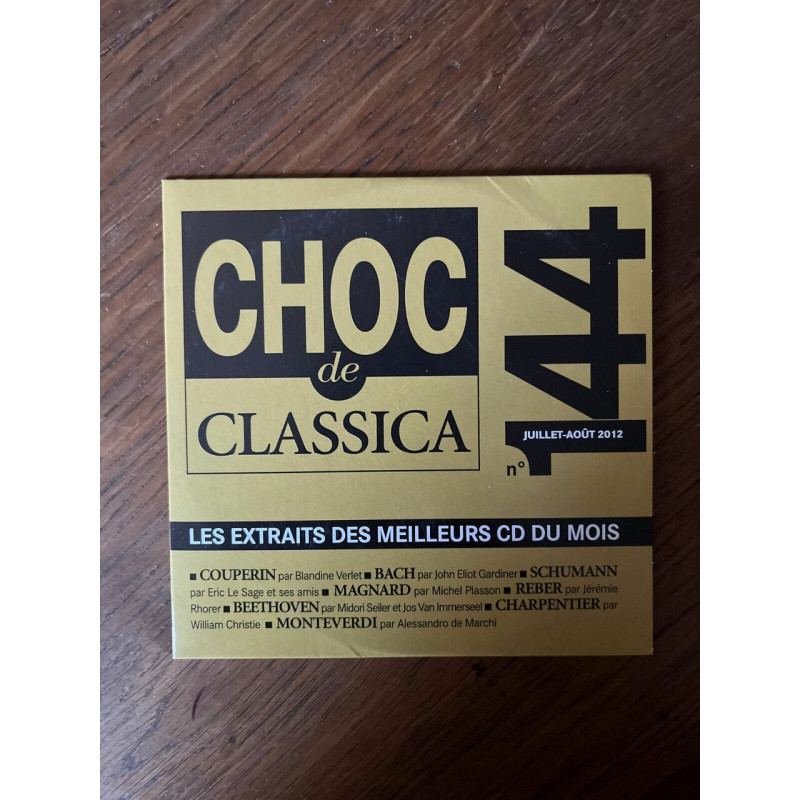 CHOC
de
CLASSICA
n° 144
JUILLET-AOÛT 2012
LES EXTRAITS DES MEILLEURS CD DU MOIS
■ COUPERIN par Blandine Verlet ■ BACH par John Eliot Gardiner ■ SCHUMANN
par Eric Le Sage et ses amis ■ MAGNARD par Michel Plasson ■ REBER par Jérémie
Rhorer ■ BEETHOVEN par Midori Seiler et Jos Van Immerseel ■ CHARPENTIER par
William Christie ■ MONTEVERDI par Alessandro de Marchi